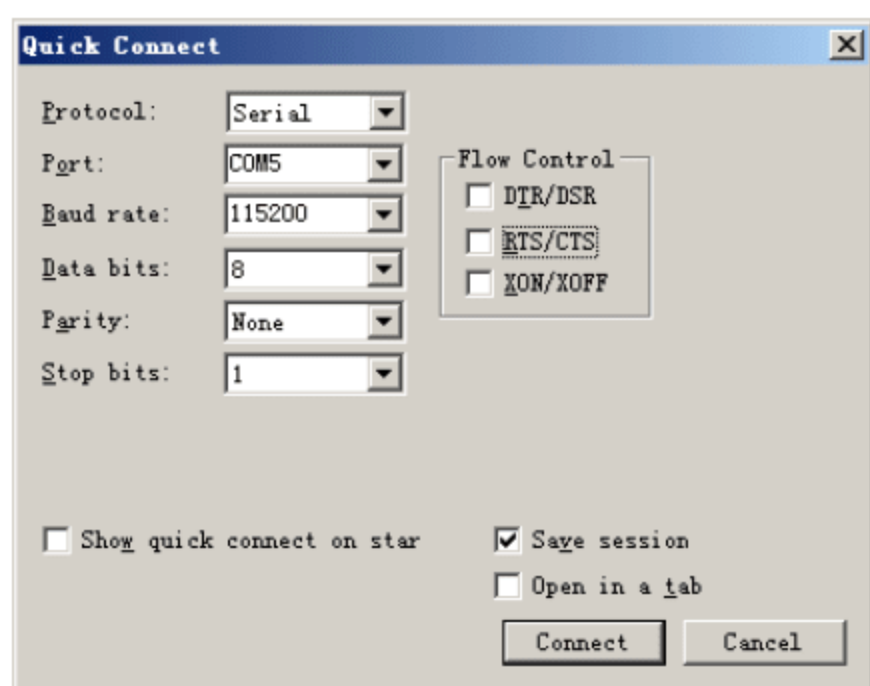 Quick Connect
Protocol: Serial
Port: COM5
Baud rate: 115200
Data bits: 8
Parity: None
Stop bits: 1
Flow Control
DTR/DSR
RTS/CTS
XON/XOFF
Show quick connect on star
Save session
Open in a tab
Connect Cancel